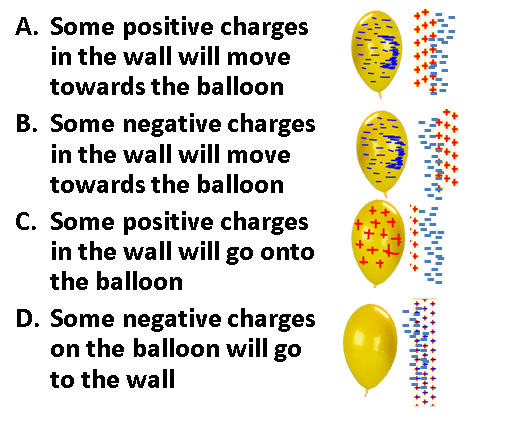 A. Some positive charges
in the wall will move
towards the balloon
B. Some negative charges
in the wall will move
towards the balloon
C. Some positive charges
in the wall will go onto
the balloon
D. Some negative charges
on the balloon will go
to the wall